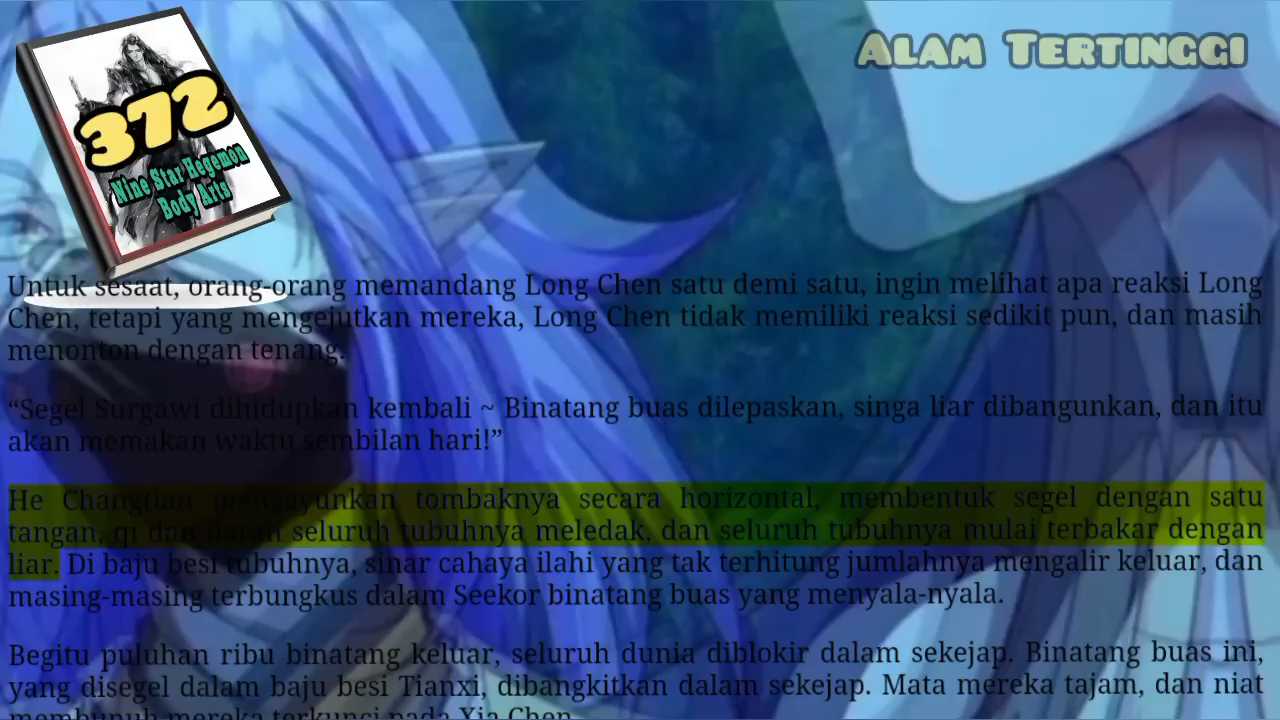 372
Nine Star Hegemon
Body Arts
Alam Tertinggi
Untuk sesaat, orang-orang memandang Long Chen satu demi satu, ingin melihat apa reaksi Long
Chen, tetapi yang mengejutkan mereka, Long Chen tidak memiliki reaksi sedikit pun, dan masih
menonton dengan tenang.
“Segel Surgawi dihidupkan kembali ~ Binatang buas dilepaskan, singa liar dibangunkan, dan itu
akan memakan waktu sembilan hari!”
He Changtian mengayunkan tombaknya secara horizontal, membentuk segel dengan satu
tangan, qi dan darah seluruh tubuhnya meledak, dan seluruh tubuhnya mulai terbakar dengan
liar. Di baju besi tubuhnya, sinar cahaya ilahi yang tak terhitung jumlahnya mengalir keluar, dan
masing-masing terbungkus dalam Seekor binatang buas yang menyala-nyala.
Begitu puluhan ribu binatang keluar, seluruh dunia diblokir dalam sekejap. Binatang buas ini,
yang disegel dalam baju besi Tianxi, dibangkitkan dalam sekejap. Mata mereka tajam, dan niat
membunuh mereka terkunci pada Xia Chen.